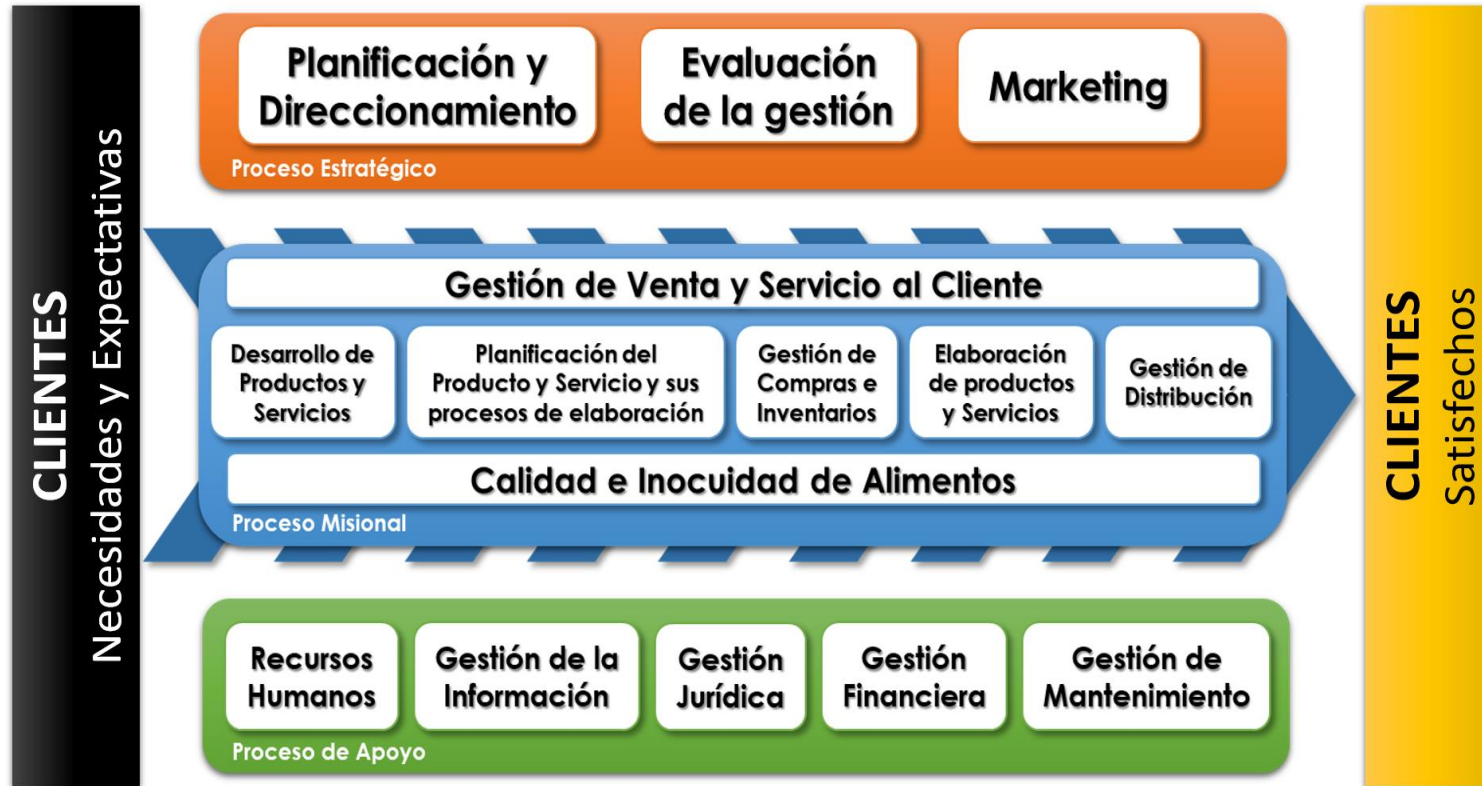 CLIENTES
Necesidades y Expectativas
Planificación y
Direccionamiento
Evaluación
de la gestión
Marketing
Proceso Estratégico
Gestión de Venta y Servicio al Cliente
Desarrollo de
Productos y
Servicios
Planificación del
Producto y Servicio y sus
procesos de elaboración
Gestión de
Compras e
Inventarios
Elaboración
de productos
y Servicios
Gestión de
Distribución
Calidad e Inocuidad de Alimentos
Proceso Misional
Recursos
Humanos
Gestión de la
Información
Gestión
Jurídica
Gestión
Financiera
Gestión de
Mantenimiento
Proceso de Apoyo
CLIENTES
Satisfechos